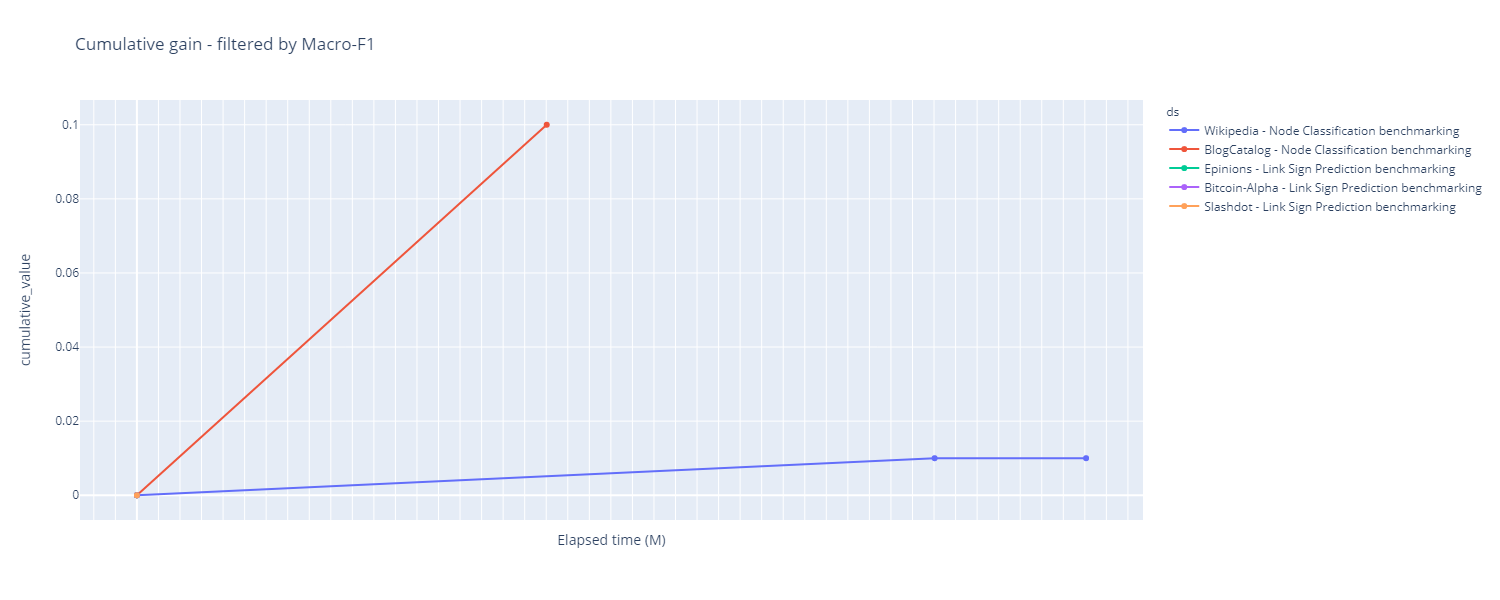 Cumulative gain - filtered by Macro-F1
ds
Wikipedia - Node Classification benchmarking
BlogCatalog - Node Classification benchmarking
Epinions - Link Sign Prediction benchmarking
Bitcoin-Alpha - Link Sign Prediction benchmarking
Slashdot - Link Sign Prediction benchmarking
cumulative_value
0.1
0.08
0.06
0.04
0.02
0
Elapsed time (M)